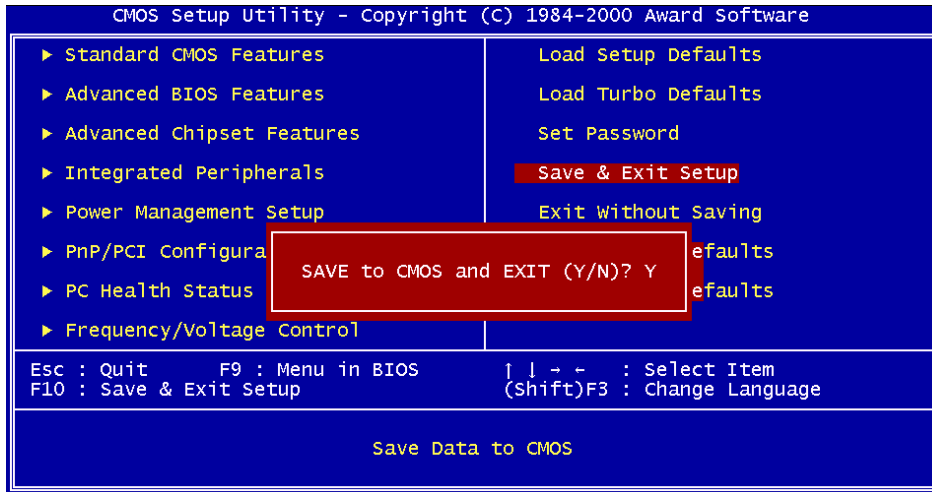 CMOS Setup Utility - Copyright (C) 1984-2000 Award Software
▶ Standard CMOS Features
▶ Advanced BIOS Features
▶ Advanced Chipset Features
▶ Integrated Peripherals
▶ Power Management Setup
▶ PnP/PCI Configura
▶ PC Health Status
▶ Frequency/Voltage Control
Load Setup Defaults
Load Turbo Defaults
Set Password
Save & Exit Setup
Exit Without Saving
efaults
efaults
SAVE to CMOS and EXIT (Y/N)? Y
Esc : Quit F9 : Menu in BIOS ↑ ↓ → ← : Select Item
F10 : Save & Exit Setup (Shift)F3 : Change Language
Save Data to CMOS